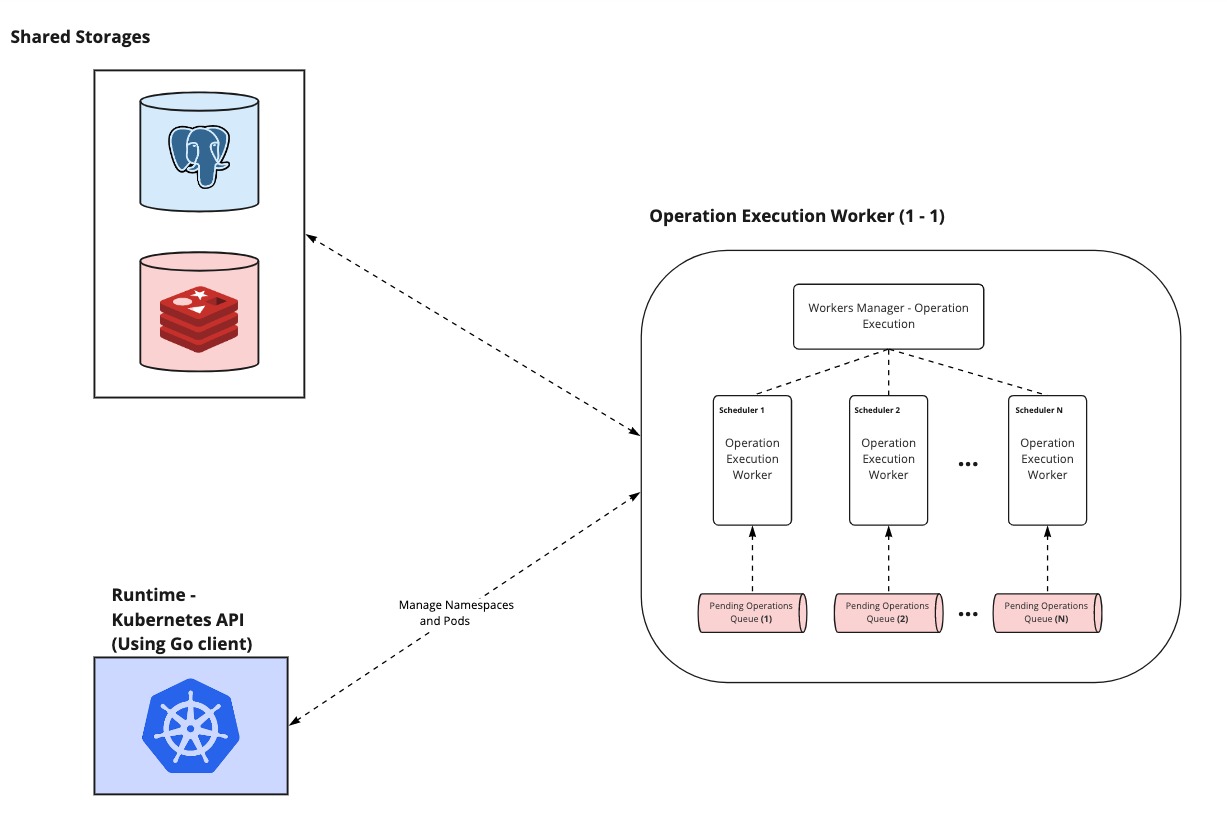 Shared Storages
Operation Execution Worker (1 - 1)
Workers Manager - Operation
Execution
Scheduler 1
Operation
Execution
Worker
Scheduler 2
Operation
Execution
Worker
Scheduler N
Operation
Execution
Worker
Pending Operations
Queue (1)
Pending Operations
Queue (2)
Pending Operations
Queue (N)
Manage Namespaces
and Pods
Runtime -
Kubernetes API
(Using Go client)